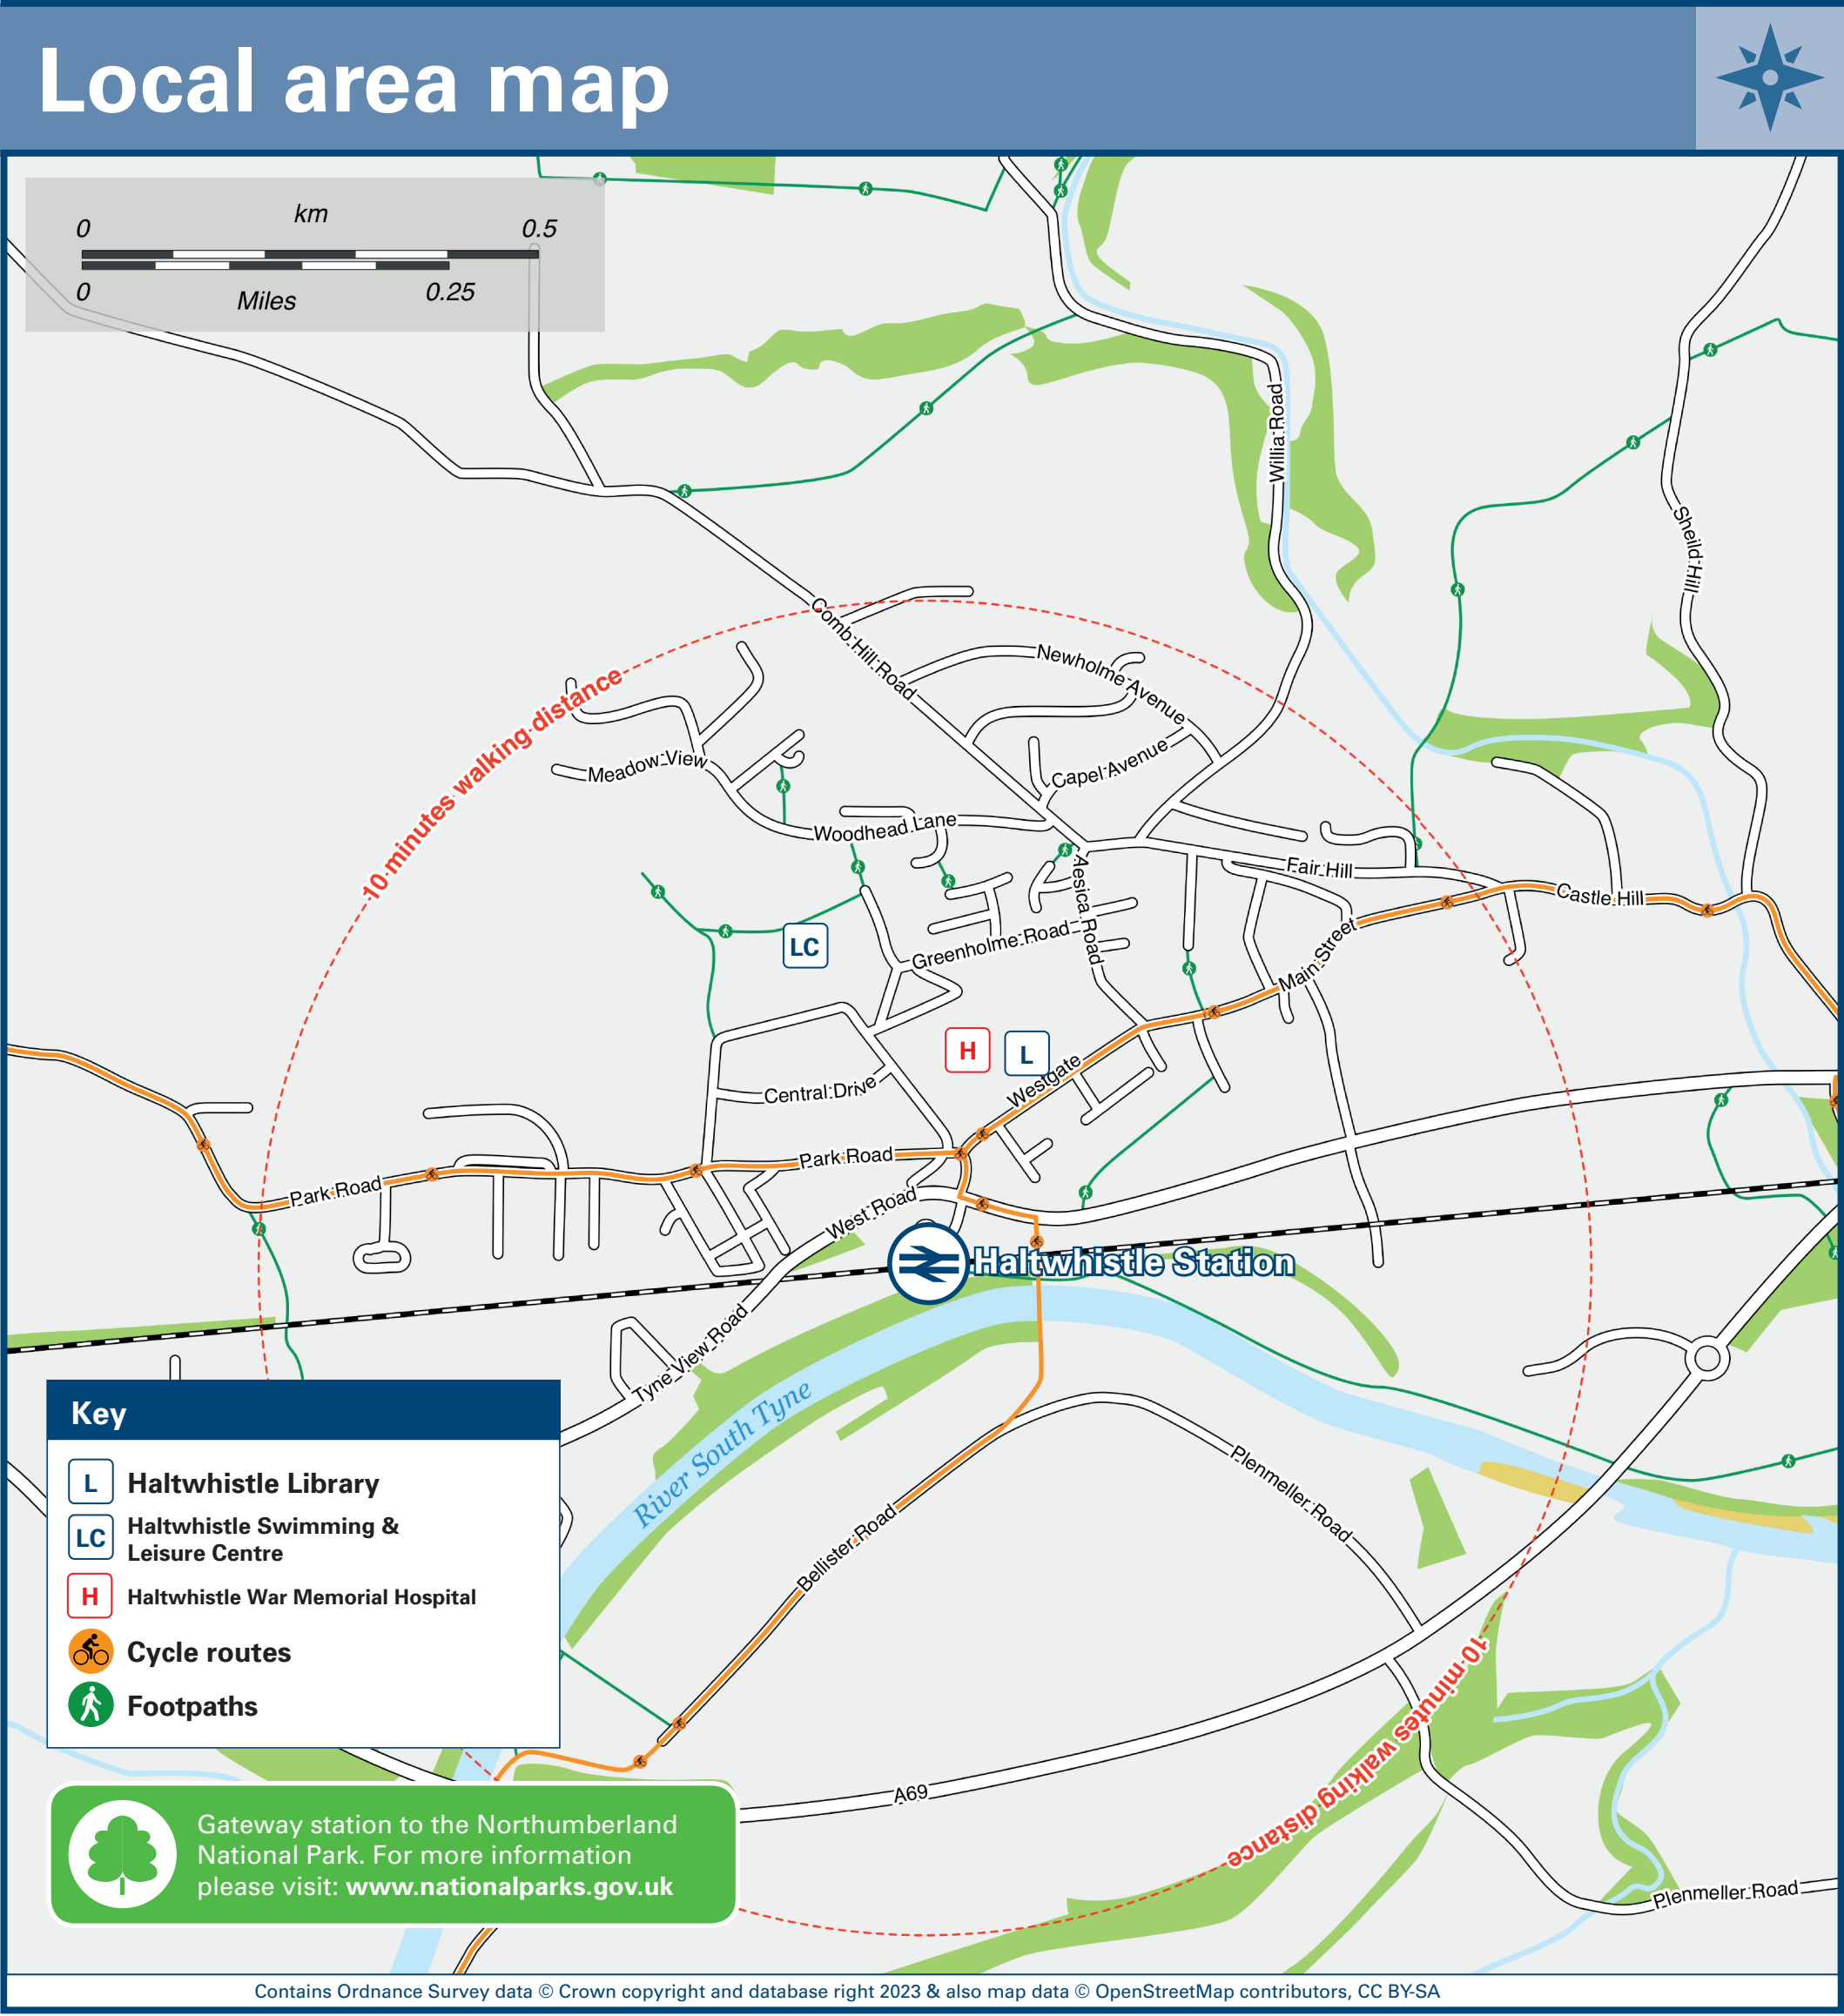 Local area map
km
0 0.5
0 0.25
Miles
Willia Road
Sheild Hill
Comb Hill Road
Newholme Avenue
10 minutes walking distance
Meadow View
Capel Avenue
Woodhead Lane
Aesica Road
Fair Hill
Castle Hill
LC
Greenholme Road
Main Street
H
L
Westgate
Central Drive
Park Road
Park Road
West Road
Haltwhistle Station
Tyne View Road
River South Tyne
Plenmeller Road
Bellister Road
Key
L Haltwhistle Library
LC Haltwhistle Swimming &
Leisure Centre
H Haltwhistle War Memorial Hospital
Cycle routes
Footpaths
10 minutes walking distance
A69
Plenmeller Road
Gateway station to the Northumberland
National Park. For more information
please visit: www.nationalparks.gov.uk
Contains Ordnance Survey data © Crown copyright and database right 2023 & also map data © OpenStreetMap contributors, CC BY-SA